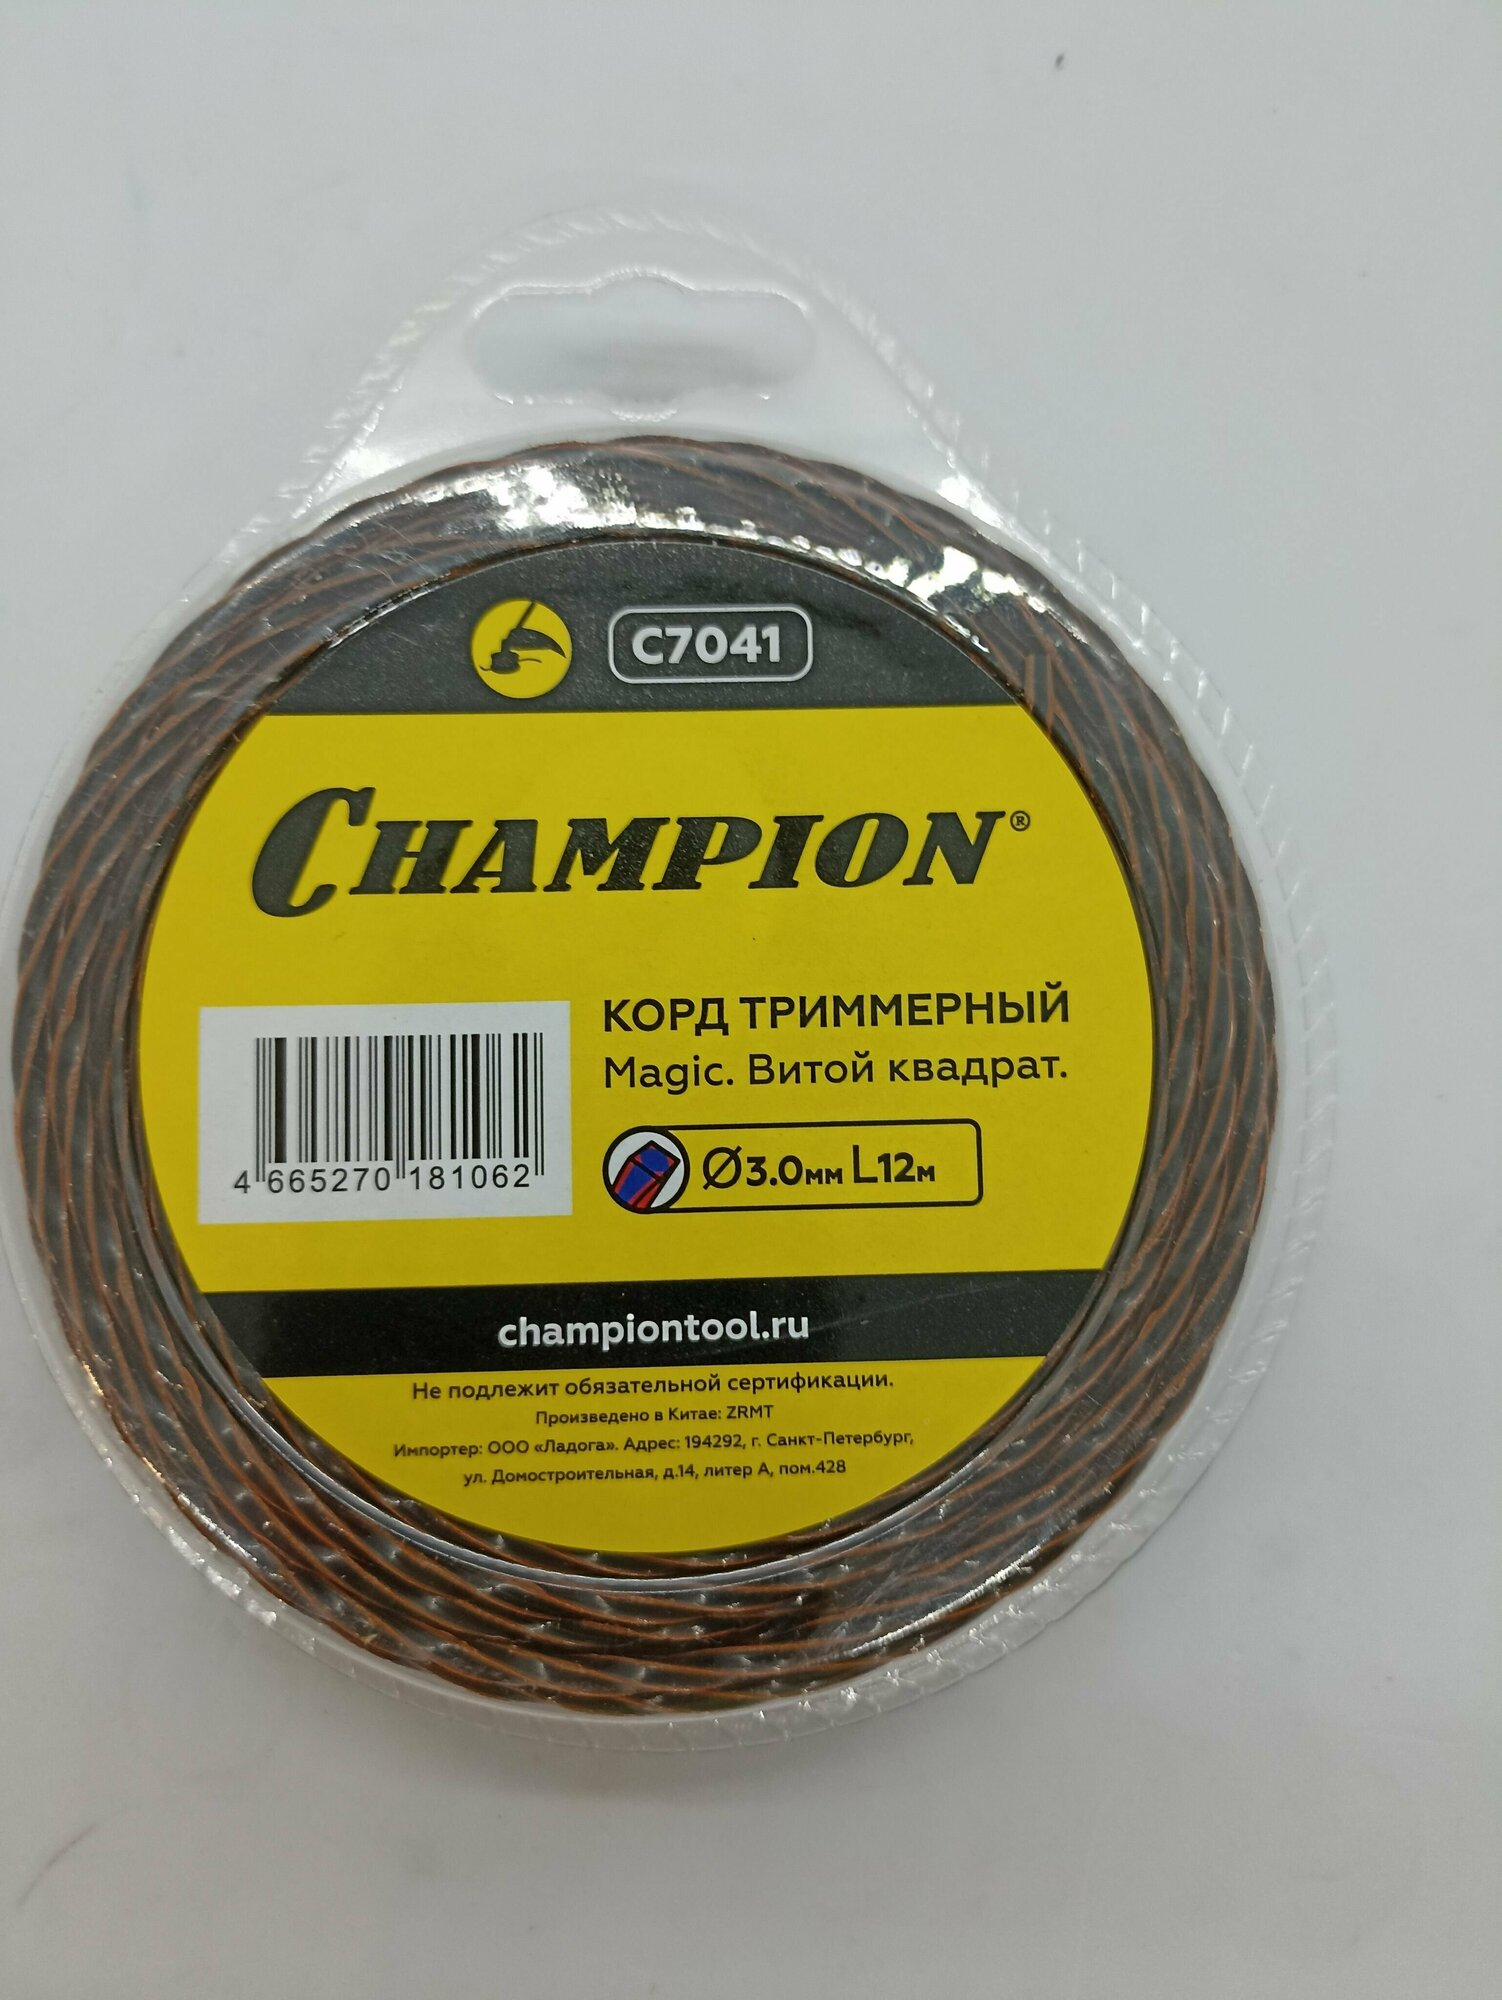 C7041
CHAMPION®
КОРД ТРИММЕРНЫЙ
Magic. Витой квадрат.
Ø3.0мм L12м
4 665270 181062
championtool.ru
Не подлежит обязательной сертификации.
Произведено в Китае: ZRMT
Импортер: ООО «Ладога». Адрес: 194292, г. Санкт-Петербург,
ул. Домостроительная, д.14, литер А, пом.428